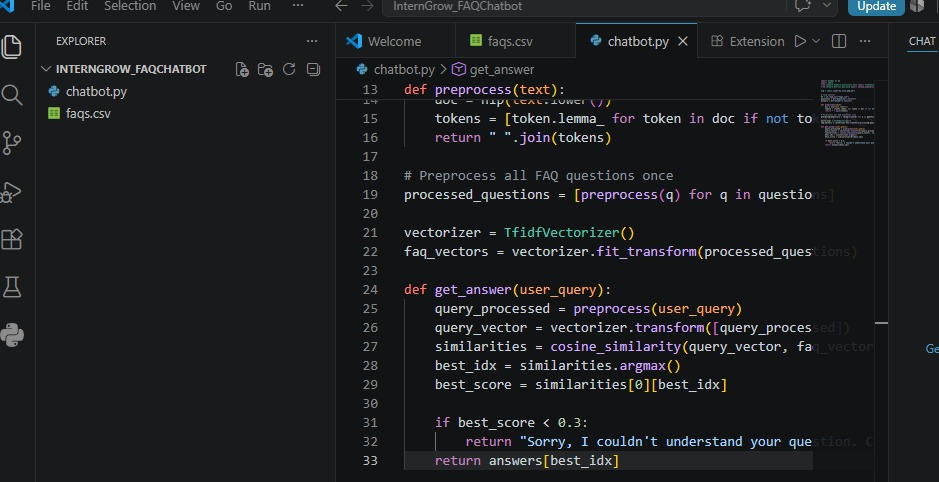 File Edit Selection View Go Run ··· InternGrow_FAQChatbot Update
EXPLORER ···
INTERNGROW_FAQCHATBOT
chatbot.py
faqs.csv
Welcome faqs.csv chatbot.py Extension ···
chatbot.py > get_answer
13 def preprocess(text):
14 doc = nlp(text.lower())
15 tokens = [token.lemma_ for token in doc if not
16 return " ".join(tokens)
17
18 # Preprocess all FAQ questions once
19 processed_questions = [preprocess(q) for q in questions]
20
21 vectorizer = TfidfVectorizer()
22 faq_vectors = vectorizer.fit_transform(processed_questions)
23
24 def get_answer(user_query):
25 query_processed = preprocess(user_query)
26 query_vector = vectorizer.transform([query_processed])
27 similarities = cosine_similarity(query_vector, faq_vector
28 best_idx = similarities.argmax()
29 best_score = similarities[0][best_idx]
30
31 if best_score < 0.3:
32 return "Sorry, I couldn't understand your question. C
33 return answers[best_idx]
CHAT
Ge